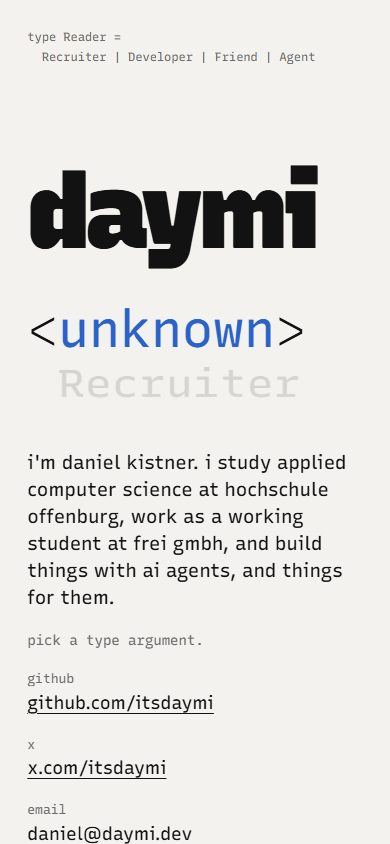 type Reader =
Recruiter | Developer | Friend | Agent
daymi
<unknown>
Recruiter
i'm daniel kistner. i study applied
computer science at hochschule
offenburg, work as a working
student at frei gmbh, and build
things with ai agents, and things
for them.
pick a type argument.
github
github.com/itsdaymi
x
x.com/itsdaymi
email
daniel@daymi.dev